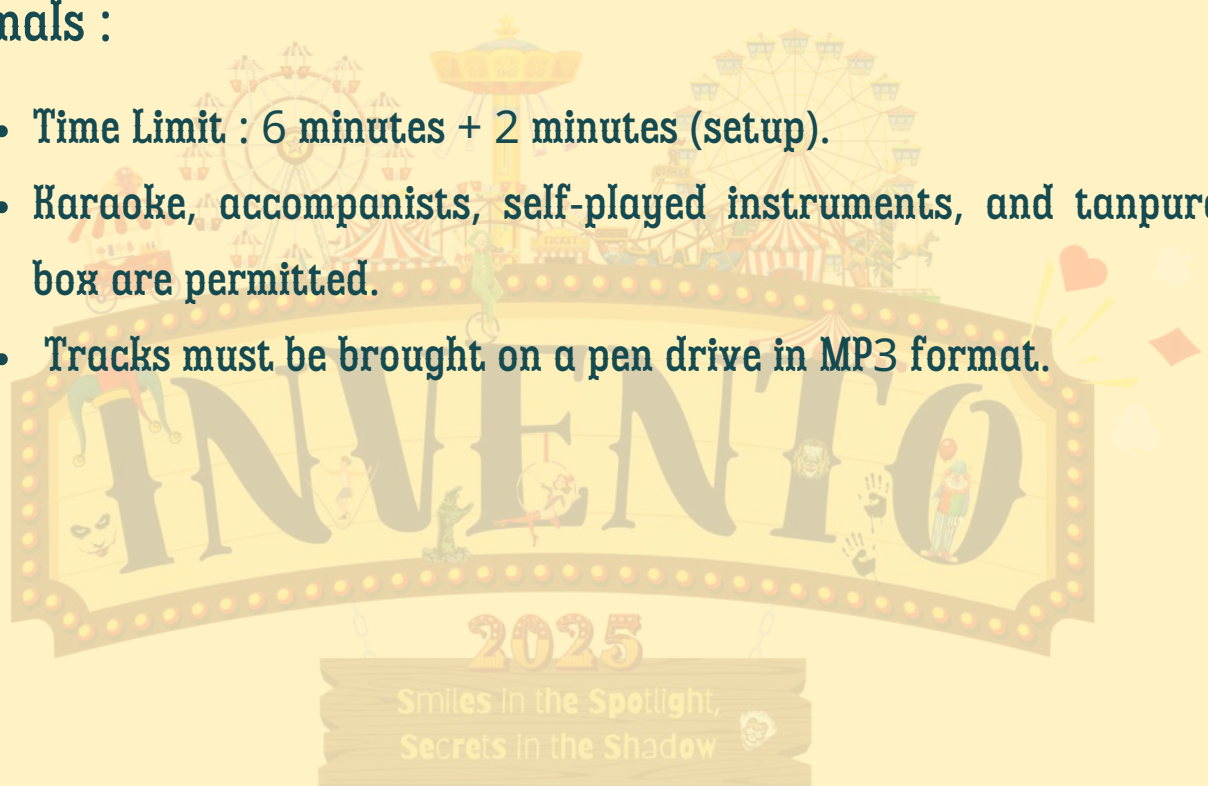 mals :
• Time Limit : 6 minutes + 2 minutes (setup).
• Karaoke, accompanists, self-played instruments, and tanpura
box are permitted.
• Tracks must be brought on a pen drive in MP3 format.
INVENTO
2025
Smiles in the Spotlight,
Secrets in the Shadow